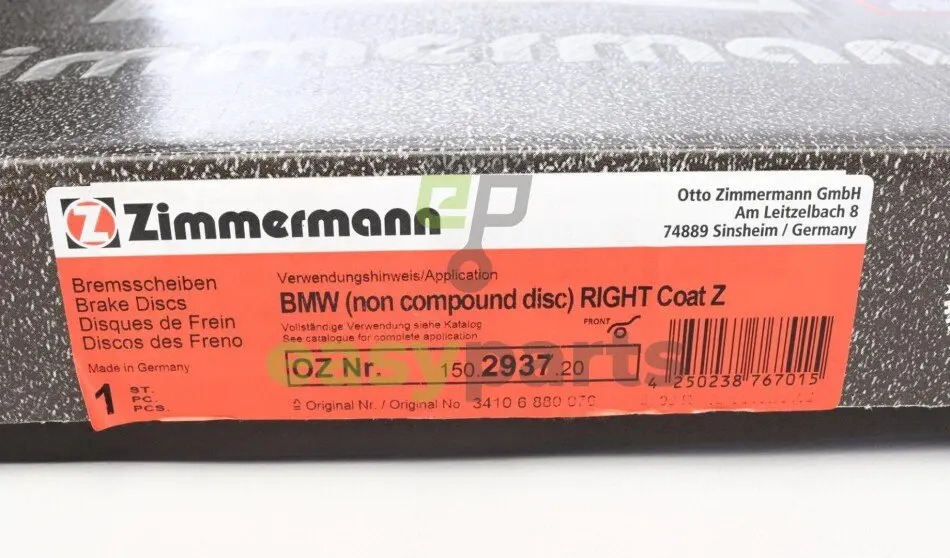 immerman
Zimmermann
Otto Zimmermann GmbH
Am Leitzelbach 8
74889 Sinsheim / Germany
Bremsscheiben
Brake Discs
Disques de Frein
Discos des Freno
Made in Germany
1 ST.
PC.
PCS.
Verwendungshinweis/Application
BMW (non compound disc) RIGHT Coat Z
Vollständige Verwendung siehe Katalog
See catalogue for complete application
FRONT
OZ Nr. 150.2937.20
≙ Original Nr. / Original No. 3410 6 880 076
4 250238 767015
ep
easyparts